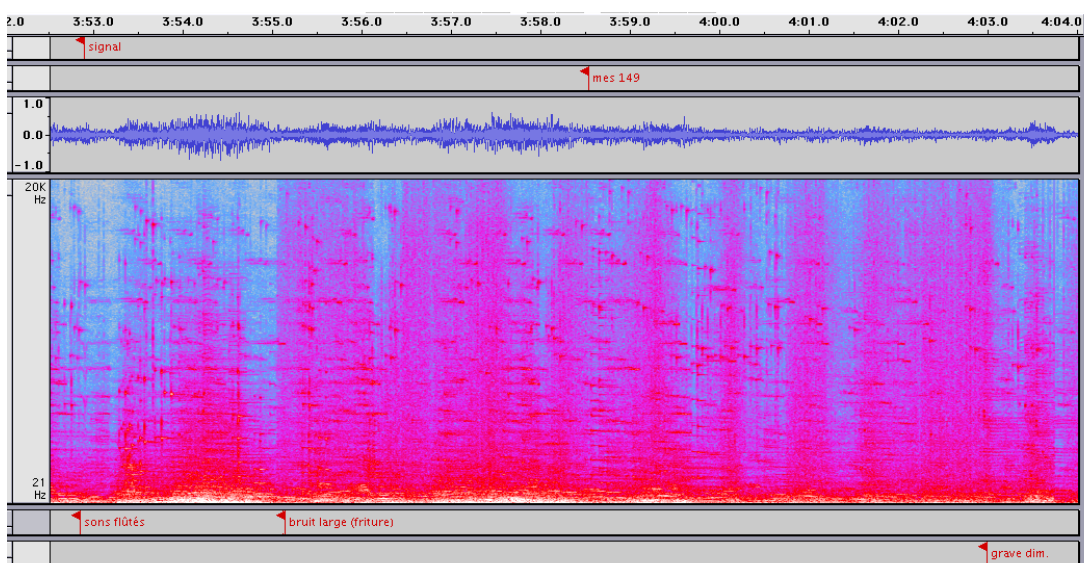 2.0 3:53.0 3:54.0 3:55.0 3:56.0 3:57.0 3:58.0 3:59.0 4:00.0 4:01.0 4:02.0 4:03.0 4:04.0
signal
mes 149
1.0
0.0
-1.0
20K
Hz
21
Hz
sons flûtés bruit large (friture)
grave dim.